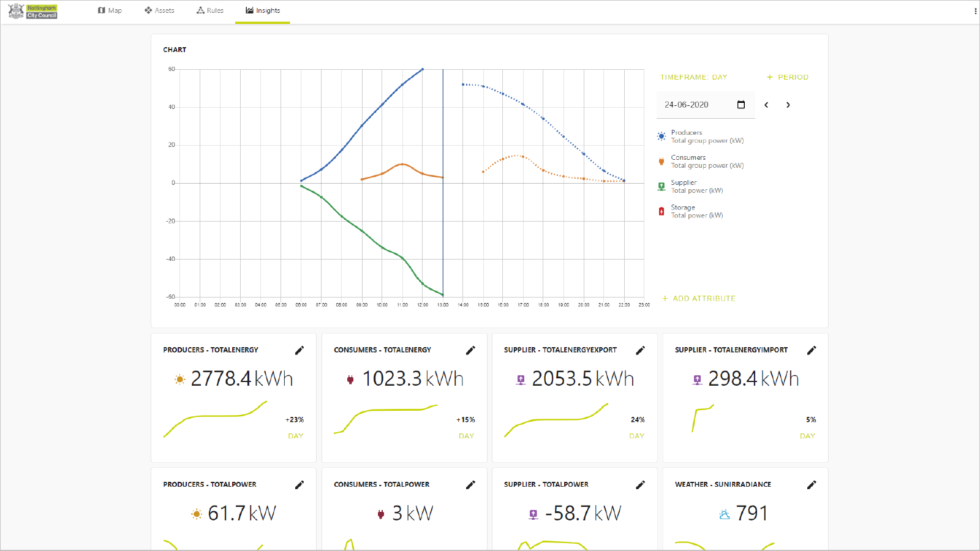 Nottingham
City Council
Map
Assets
Rules
Insights
CHART
60
40
20
0
-20
-40
-60
00:00 01:00 02:00 03:00 04:00 05:00 06:00 07:00 08:00 09:00 10:00 11:00 12:00 13:00 14:00 15:00 16:00 17:00 18:00 19:00 20:00 21:00 22:00 23:00
TIMEFRAME: DAY
+ PERIOD
24-06-2020
Producers
Total group power (kW)
Consumers
Total group power (kW)
Supplier
Total power (kW)
Storage
Total power (kW)
+ ADD ATTRIBUTE
PRODUCERS - TOTALENERGY
2778.4 kWh
+23%
DAY
CONSUMERS - TOTALENERGY
1023.3 kWh
+15%
DAY
SUPPLIER - TOTALENERGYEXPORT
2053.5 kWh
24%
DAY
SUPPLIER - TOTALENERGYIMPORT
298.4 kWh
5%
DAY
PRODUCERS - TOTALPOWER
61.7 kW
CONSUMERS - TOTALPOWER
3 kW
SUPPLIER - TOTALPOWER
-58.7 kW
WEATHER - SUNIRRADIANCE
791